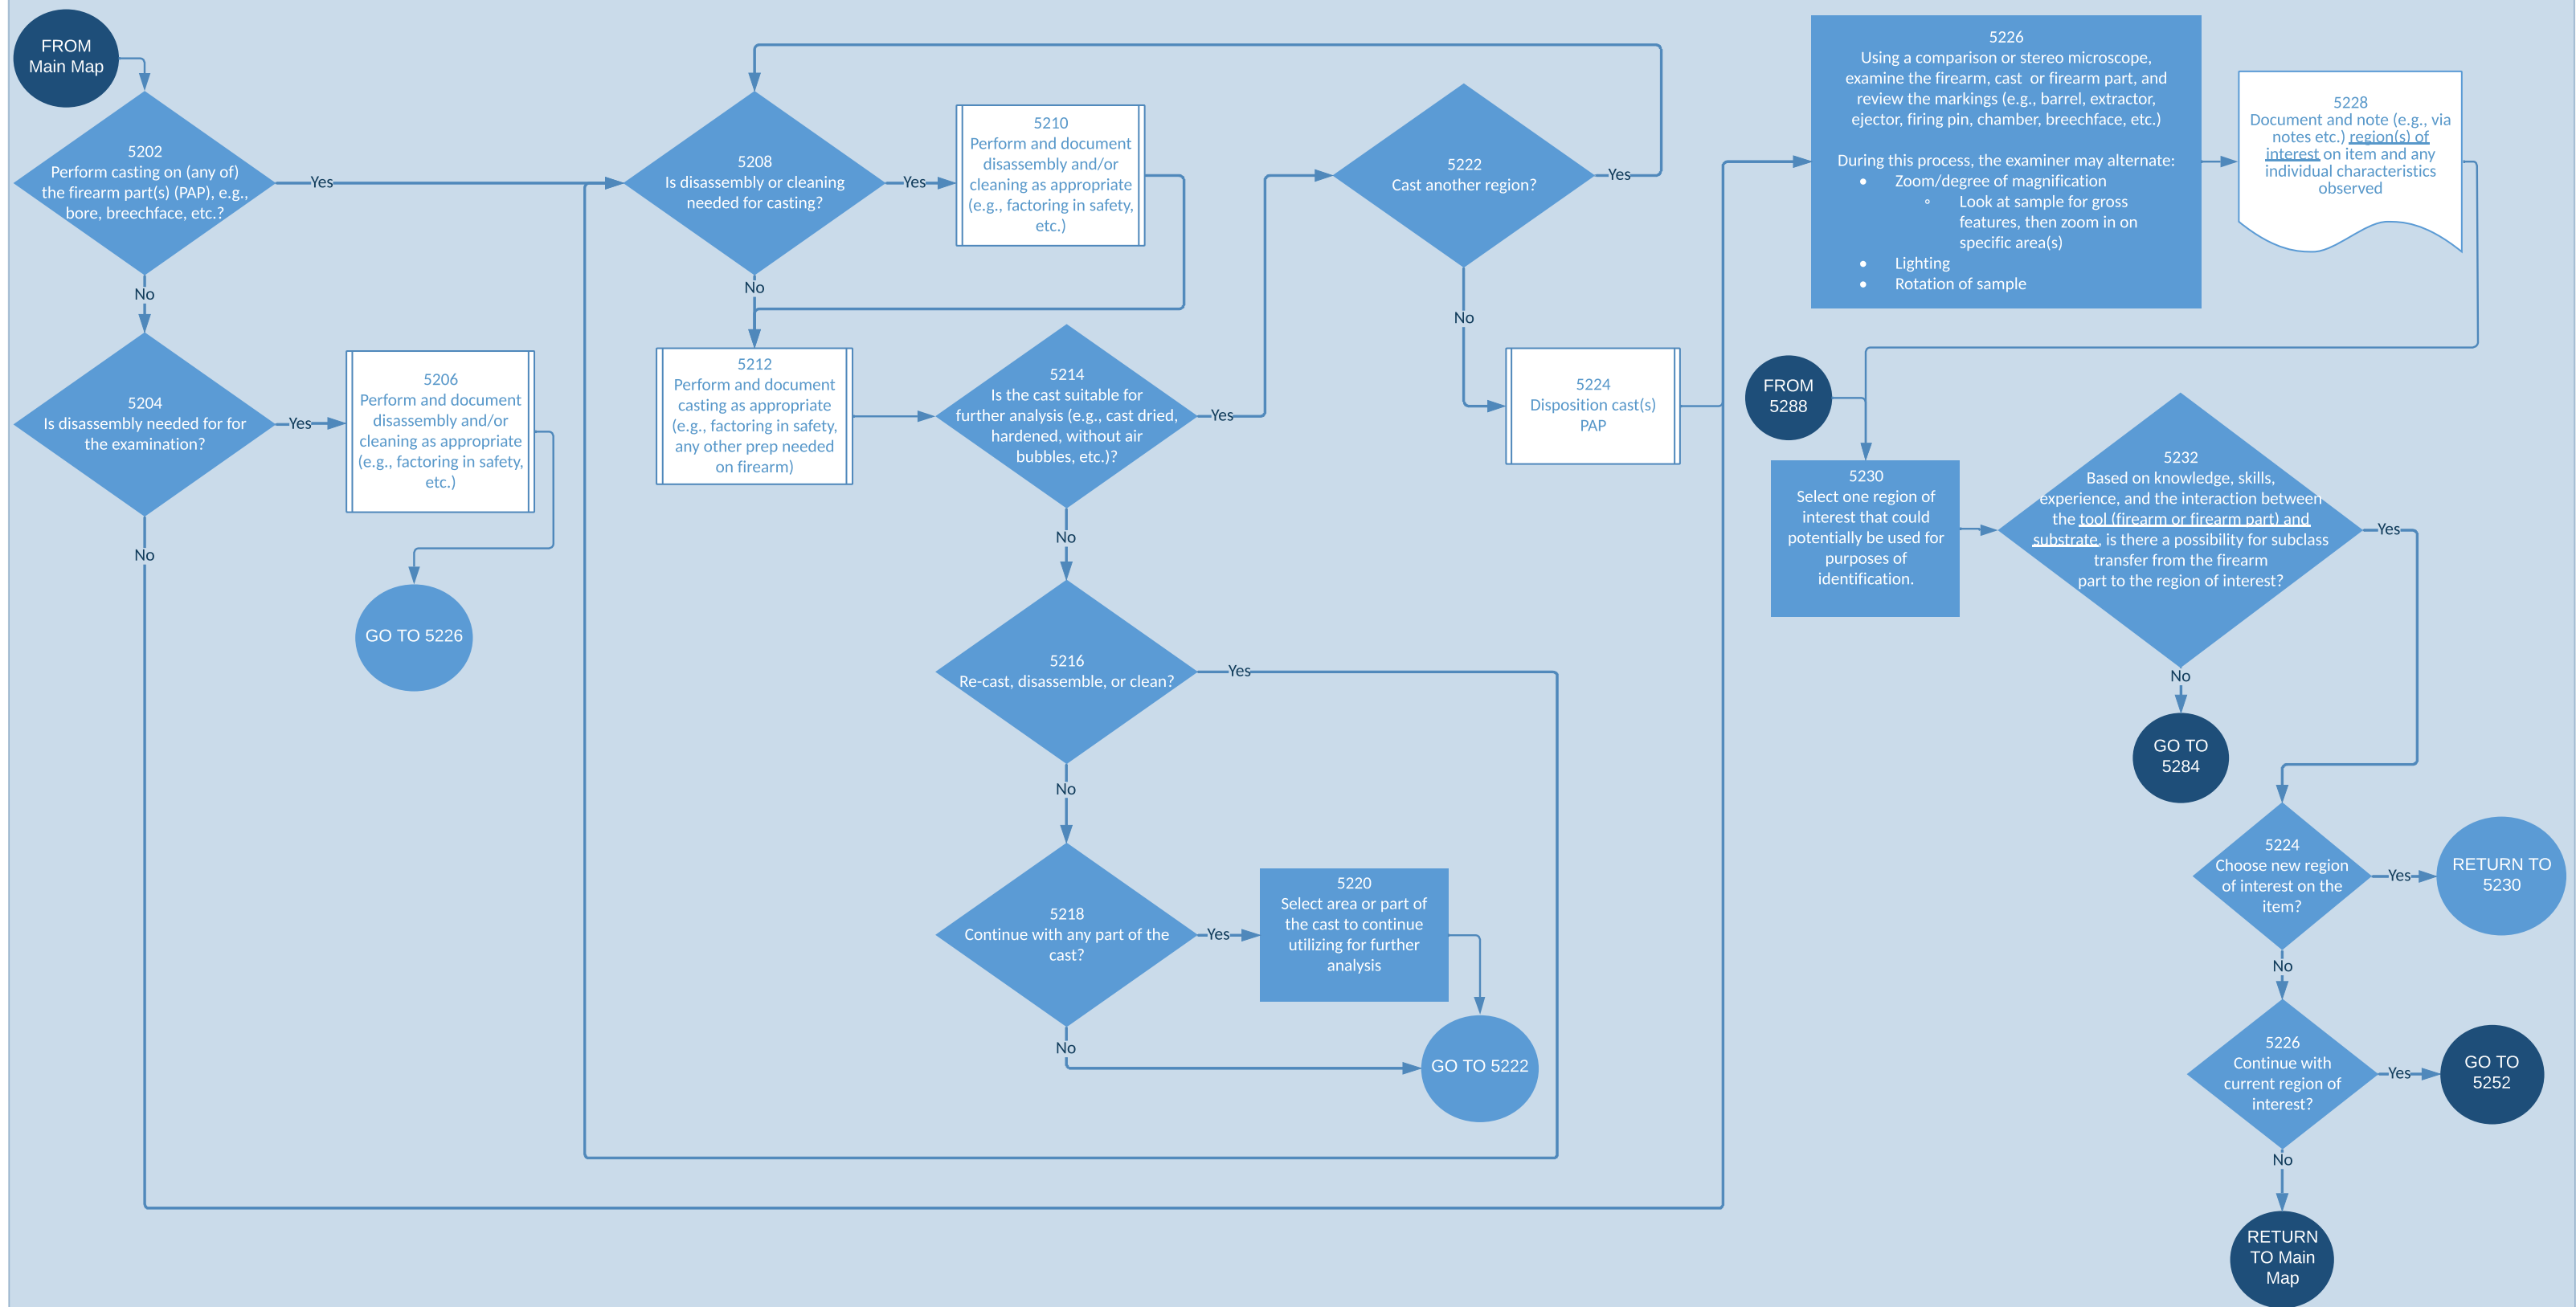 FROM
Main Map
5202
Perform casting on (any of)
the firearm part(s) (PAP), e.g.,
bore, breechface, etc.?
Yes
No
5204
Is disassembly needed for for
the examination?
Yes
No
5206
Perform and document
disassembly and/or
cleaning as appropriate
(e.g., factoring in safety,
etc.)
GO TO 5226
5208
Is disassembly or cleaning
needed for casting?
Yes
No
5210
Perform and document
disassembly and/or
cleaning as appropriate
(e.g., factoring in safety,
etc.)
5212
Perform and document
casting as appropriate
(e.g., factoring in safety,
any other prep needed
on firearm)
5214
Is the cast suitable for
further analysis (e.g., cast dried,
hardened, without air
bubbles, etc.)?
Yes
No
5216
Re-cast, disassemble, or clean?
Yes
No
5218
Continue with any part of the
cast?
Yes
No
5220
Select area or part of
the cast to continue
utilizing for further
analysis
GO TO 5222
5222
Cast another region?
Yes
No
5224
Disposition cast(s)
PAP
5226
Using a comparison or stereo microscope,
examine the firearm, cast  or firearm part, and
review the markings (e.g., barrel, extractor,
ejector, firing pin, chamber, breechface, etc.)
During this process, the examiner may alternate:
• Zoom/degree of magnification
◦ Look at sample for gross
features, then zoom in on
specific area(s)
• Lighting
• Rotation of sample
5228
Document and note (e.g., via
notes etc.) region(s) of
interest on item and any
individual characteristics
observed
FROM
5288
5230
Select one region of
interest that could
potentially be used for
purposes of
identification.
5232
Based on knowledge, skills,
experience, and the interaction between
the tool (firearm or firearm part) and
substrate, is there a possibility for subclass
transfer from the firearm
part to the region of interest?
Yes
No
GO TO
5284
5224
Choose new region
of interest on the
item?
Yes
RETURN TO
5230
No
5226
Continue with
current region of
interest?
Yes
GO TO
5252
No
RETURN
TO Main
Map